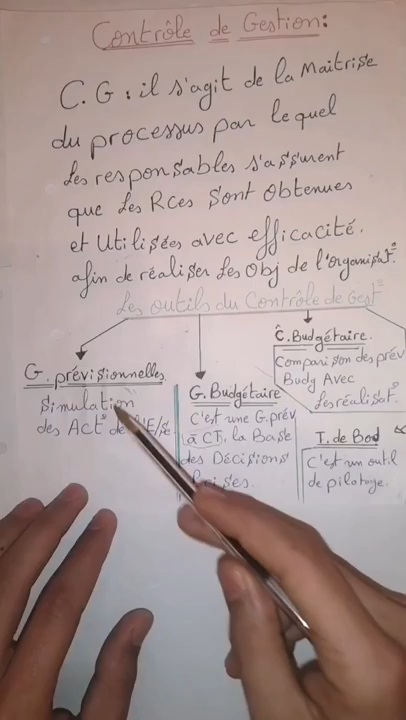 Contrôle de Gestion:
C.G : il s'agit de la Maitrise
du processus par le quel
Les responsables s'assurent
que Les Rces Sont Obtenues
et Utilisées avec efficacité.
afin de réaliser Les Obj de l'Organisat°.
Les outils du Contrôle de Gest°
G. prévisionnelles
Simulation
des Act° de l'E/se
G. Budgétaire
C'est une G. prév
à CT, la Base
des Décisions
Prises.
C. Budgétaire.
Comparaison des prév
Budg Avec
Les réalisat°.
T. de Bod
C'est un outil
de pilotage.